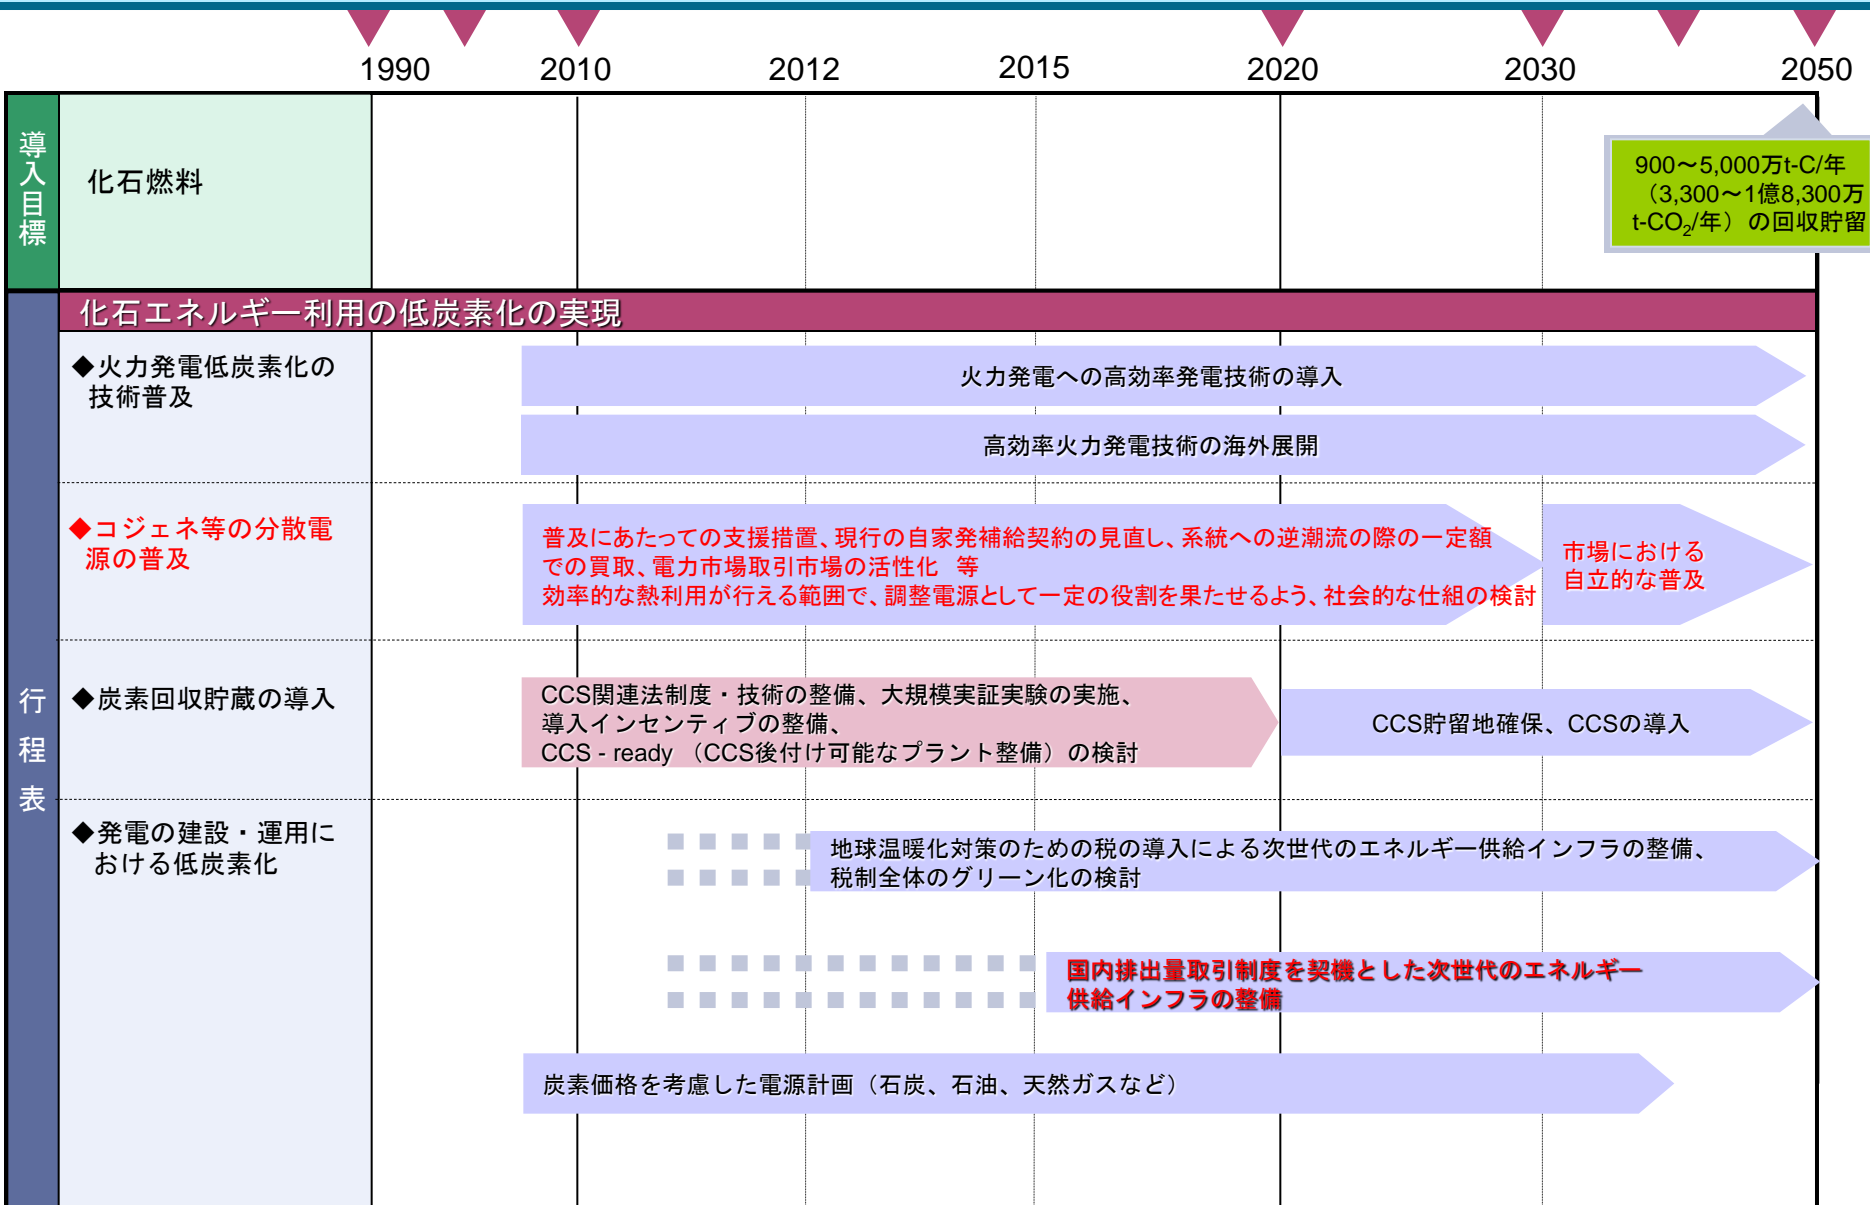 1990 2010 2012 2015 2020 2030 2050
導入目標
化石燃料
900～5,000万t-C/年
（3,300～1億8,300万
t-CO₂/年）の回収貯留
行程表
化石エネルギー利用の低炭素化の実現
◆火力発電低炭素化の
技術普及
火力発電への高効率発電技術の導入
高効率火力発電技術の海外展開
◆コジェネ等の分散電
源の普及
普及にあたっての支援措置、現行の自家発補給契約の見直し、系統への逆潮流の際の一定額
での買取、電力市場取引市場の活性化　等
効率的な熱利用が行える範囲で、調整電源として一定の役割を果たせるよう、社会的な仕組の検討
市場における
自立的な普及
◆炭素回収貯蔵の導入
CCS関連法制度・技術の整備、大規模実証実験の実施、
導入インセンティブの整備、
CCS - ready （CCS後付け可能なプラント整備）の検討
CCS貯留地確保、CCSの導入
◆発電の建設・運用に
おける低炭素化
地球温暖化対策のための税の導入による次世代のエネルギー供給インフラの整備、
税制全体のグリーン化の検討
国内排出量取引制度を契機とした次世代のエネルギー
供給インフラの整備
炭素価格を考慮した電源計画（石炭、石油、天然ガスなど）